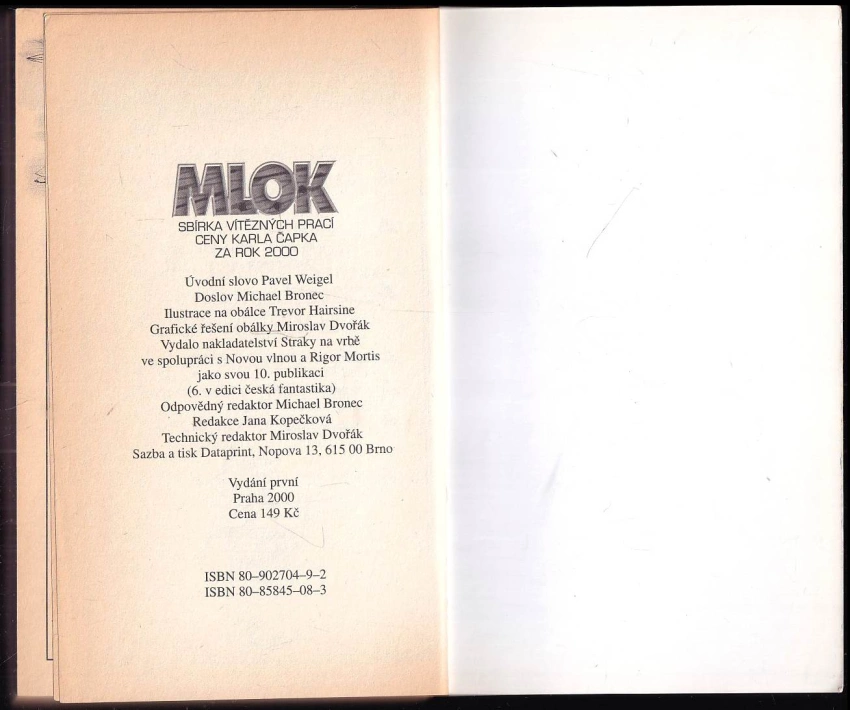 MLOK
SBÍRKA VÍTĚZNÝCH PRACÍ
CENY KARLA ČAPKA
ZA ROK 2000
Úvodní slovo Pavel Weigel
Doslov Michael Bronec
Ilustrace na obálce Trevor Hairsine
Grafické řešení obálky Miroslav Dvořák
Vydalo nakladatelství Straky na vrbě
ve spolupráci s Novou vlnou a Rigor Mortis
jako svou 10. publikaci
(6. v edici česká fantastika)
Odpovědný redaktor Michael Bronec
Redakce Jana Kopečková
Technický redaktor Miroslav Dvořák
Sazba a tisk Dataprint, Nopova 13, 615 00 Brno
Vydání první
Praha 2000
Cena 149 Kč
ISBN 80–902704–9–2
ISBN 80–85845–08–3